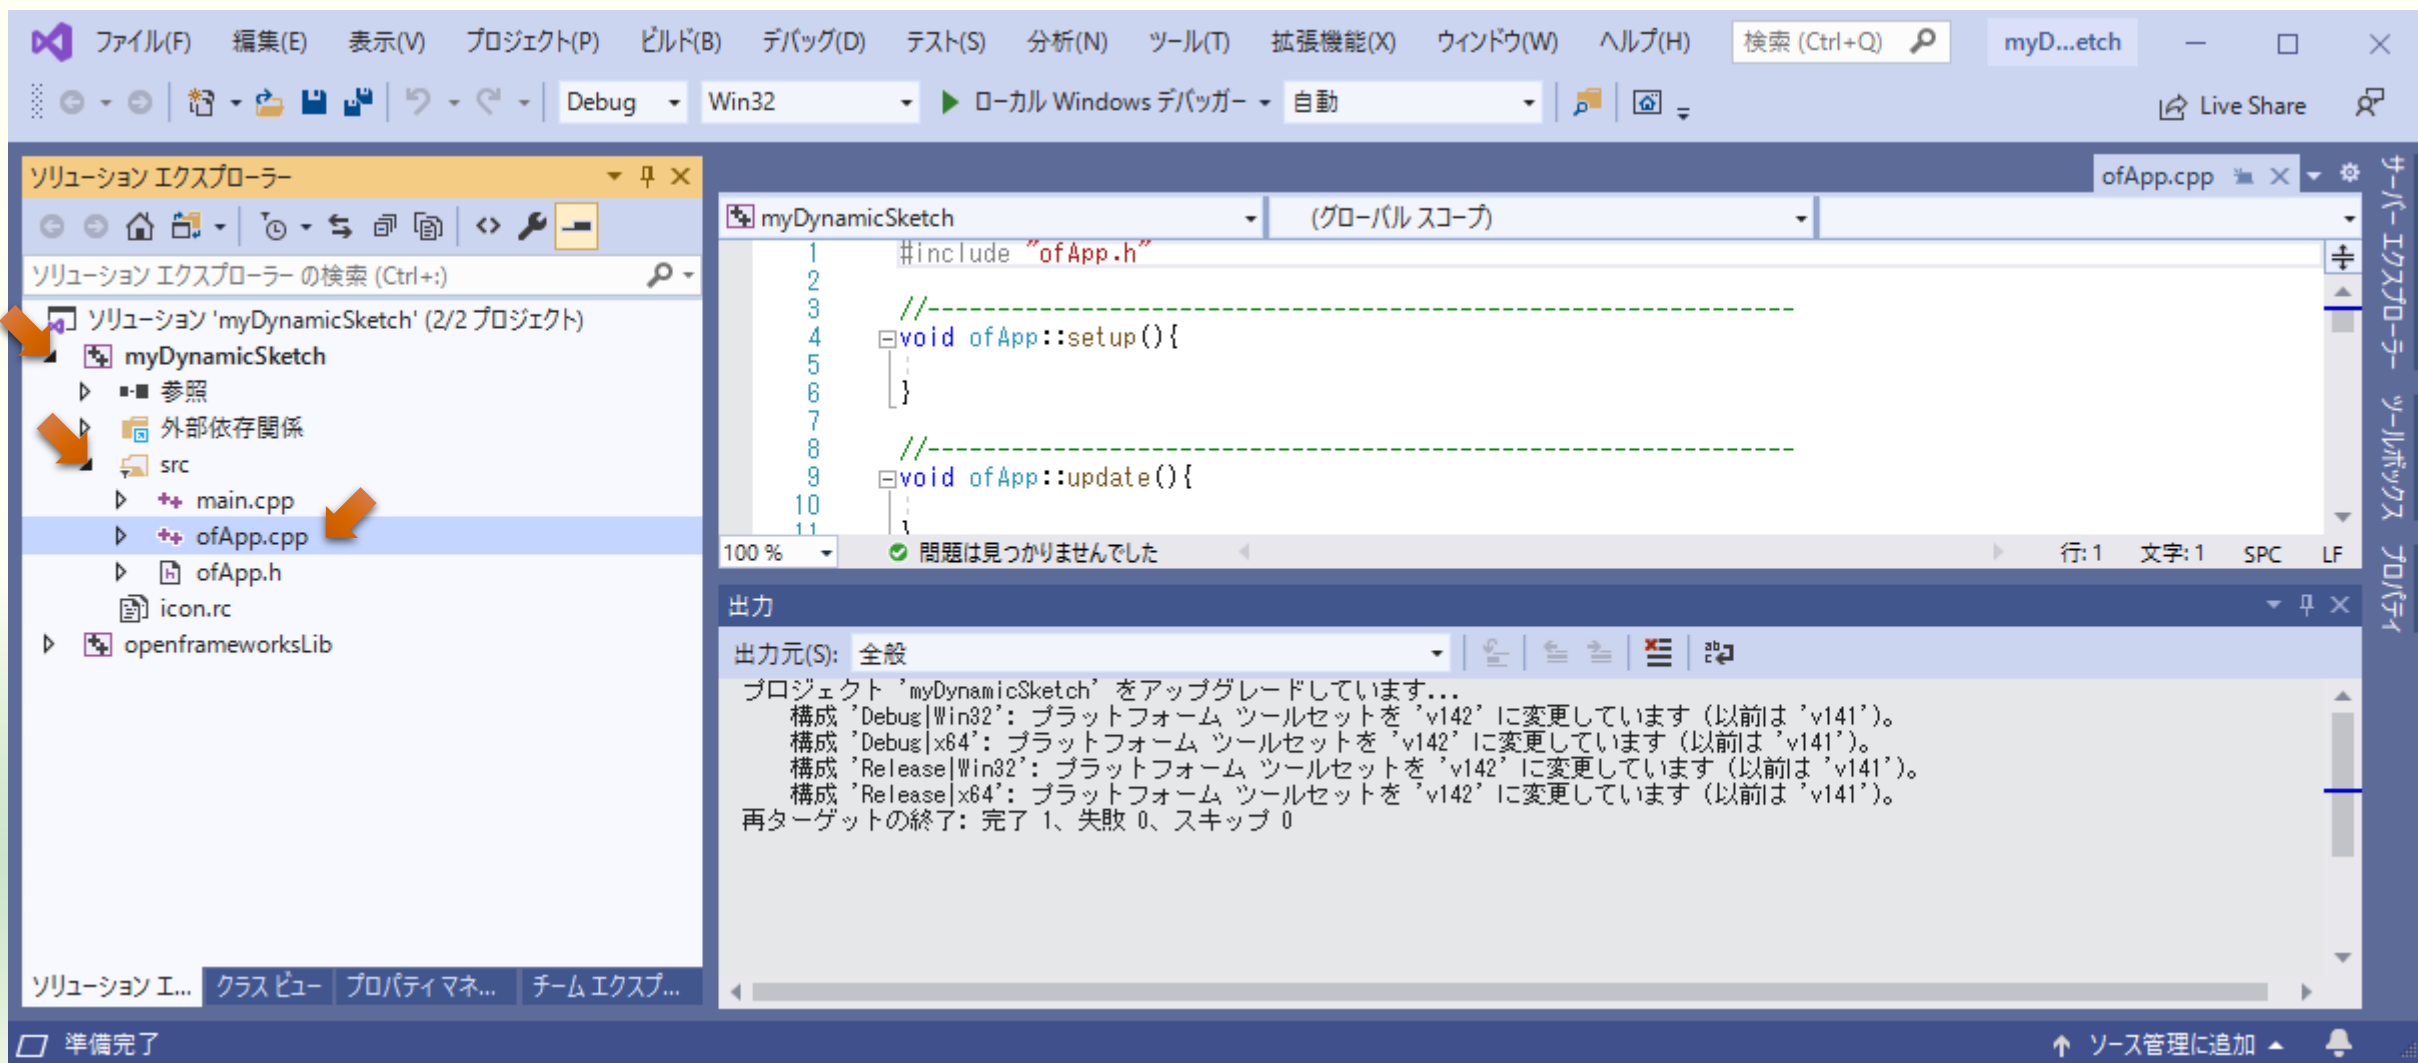 ファイル(F) 編集(E) 表示(V) プロジェクト(P) ビルド(B) デバッグ(D) テスト(S) 分析(N) ツール(T) 拡張機能(X) ウィンドウ(W) ヘルプ(H) 検索 (Ctrl+Q) myD...etch
Debug Win32 ローカル Windows デバッガー 自動 Live Share
ソリューション エクスプローラー
ソリューション エクスプローラー の検索 (Ctrl+:)
ソリューション 'myDynamicSketch' (2/2 プロジェクト)
myDynamicSketch
参照
外部依存関係
src
main.cpp
ofApp.cpp
ofApp.h
icon.rc
openframeworksLib
ソリューション エ... クラス ビュー プロパティ マネ... チーム エクスプ...
ofApp.cpp
myDynamicSketch (グローバル スコープ)
1 #include "ofApp.h"
2
3 //--------------------------------------------------------------
4 void ofApp::setup(){
5
6 }
7
8 //--------------------------------------------------------------
9 void ofApp::update(){
10
11 }
100 % 問題は見つかりませんでした 行: 1 文字: 1 SPC LF
出力
出力元(S): 全般
プロジェクト 'myDynamicSketch' をアップグレードしています...
構成 'Debug|Win32': プラットフォーム ツールセットを 'v142' に変更しています (以前は 'v141')。
構成 'Debug|x64': プラットフォーム ツールセットを 'v142' に変更しています (以前は 'v141')。
構成 'Release|Win32': プラットフォーム ツールセットを 'v142' に変更しています (以前は 'v141')。
構成 'Release|x64': プラットフォーム ツールセットを 'v142' に変更しています (以前は 'v141')。
再ターゲットの終了: 完了 1、失敗 0、スキップ 0
サーバー エクスプローラー
ツールボックス
プロパティ
準備完了 ソース管理に追加